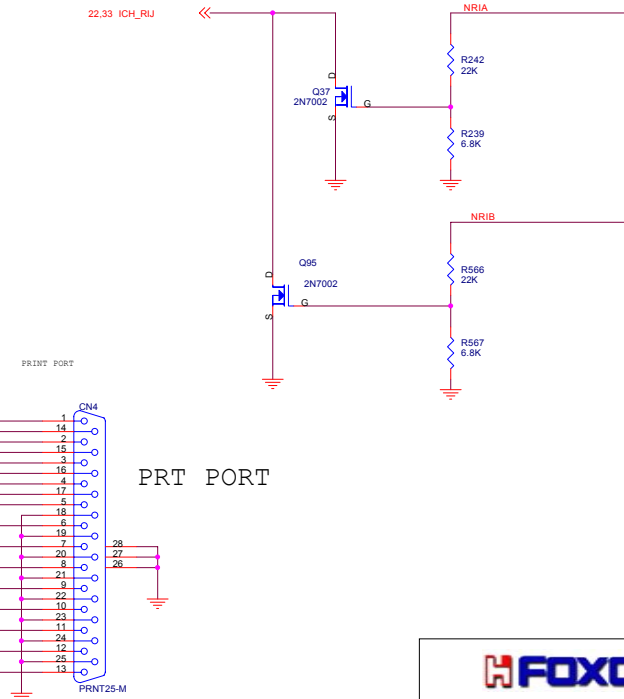 22,33 ICH_RIJ
NRIA
R242
22K
D
Q37
2N7002
G
S
R239
6.8K
NRIB
Q95
2N7002
D
G
S
R566
22K
R567
6.8K
PRINT PORT
CN4
1
14
2
15
3
16
4
17
5
18
6
19
7
20
8
21
9
22
10
23
11
24
12
25
13
28
27
26
PRT PORT
PRNT25-M